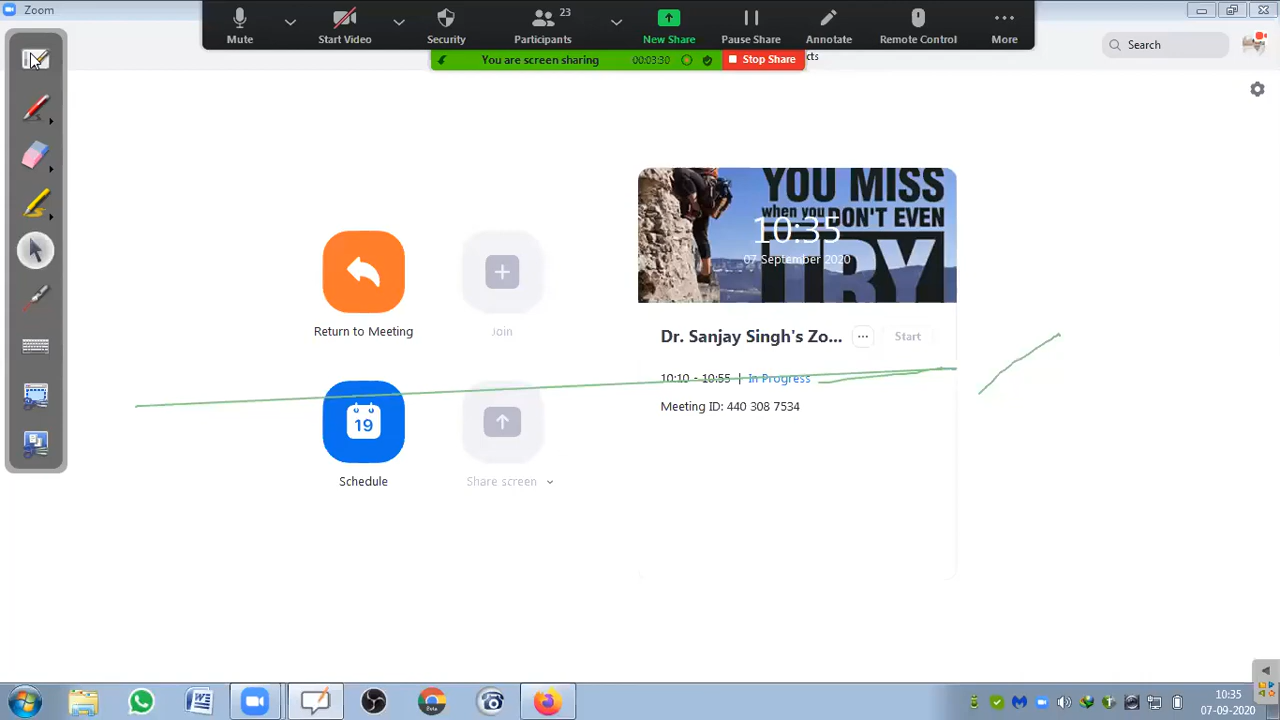 Zoom
Mute
Start Video
Security
23
Participants
New Share
Pause Share
Annotate
Remote Control
More
You are screen sharing
00:03:30
Stop Share
cts
Search
YOU MISS
when you DON'T EVEN
TRY
10:35
07 September 2020
Return to Meeting
Join
Dr. Sanjay Singh's Zo...
Start
10:10 - 10:55 | In Progress
Meeting ID: 440 308 7534
19
Schedule
Share screen
W
Beta
10:35
07-09-2020